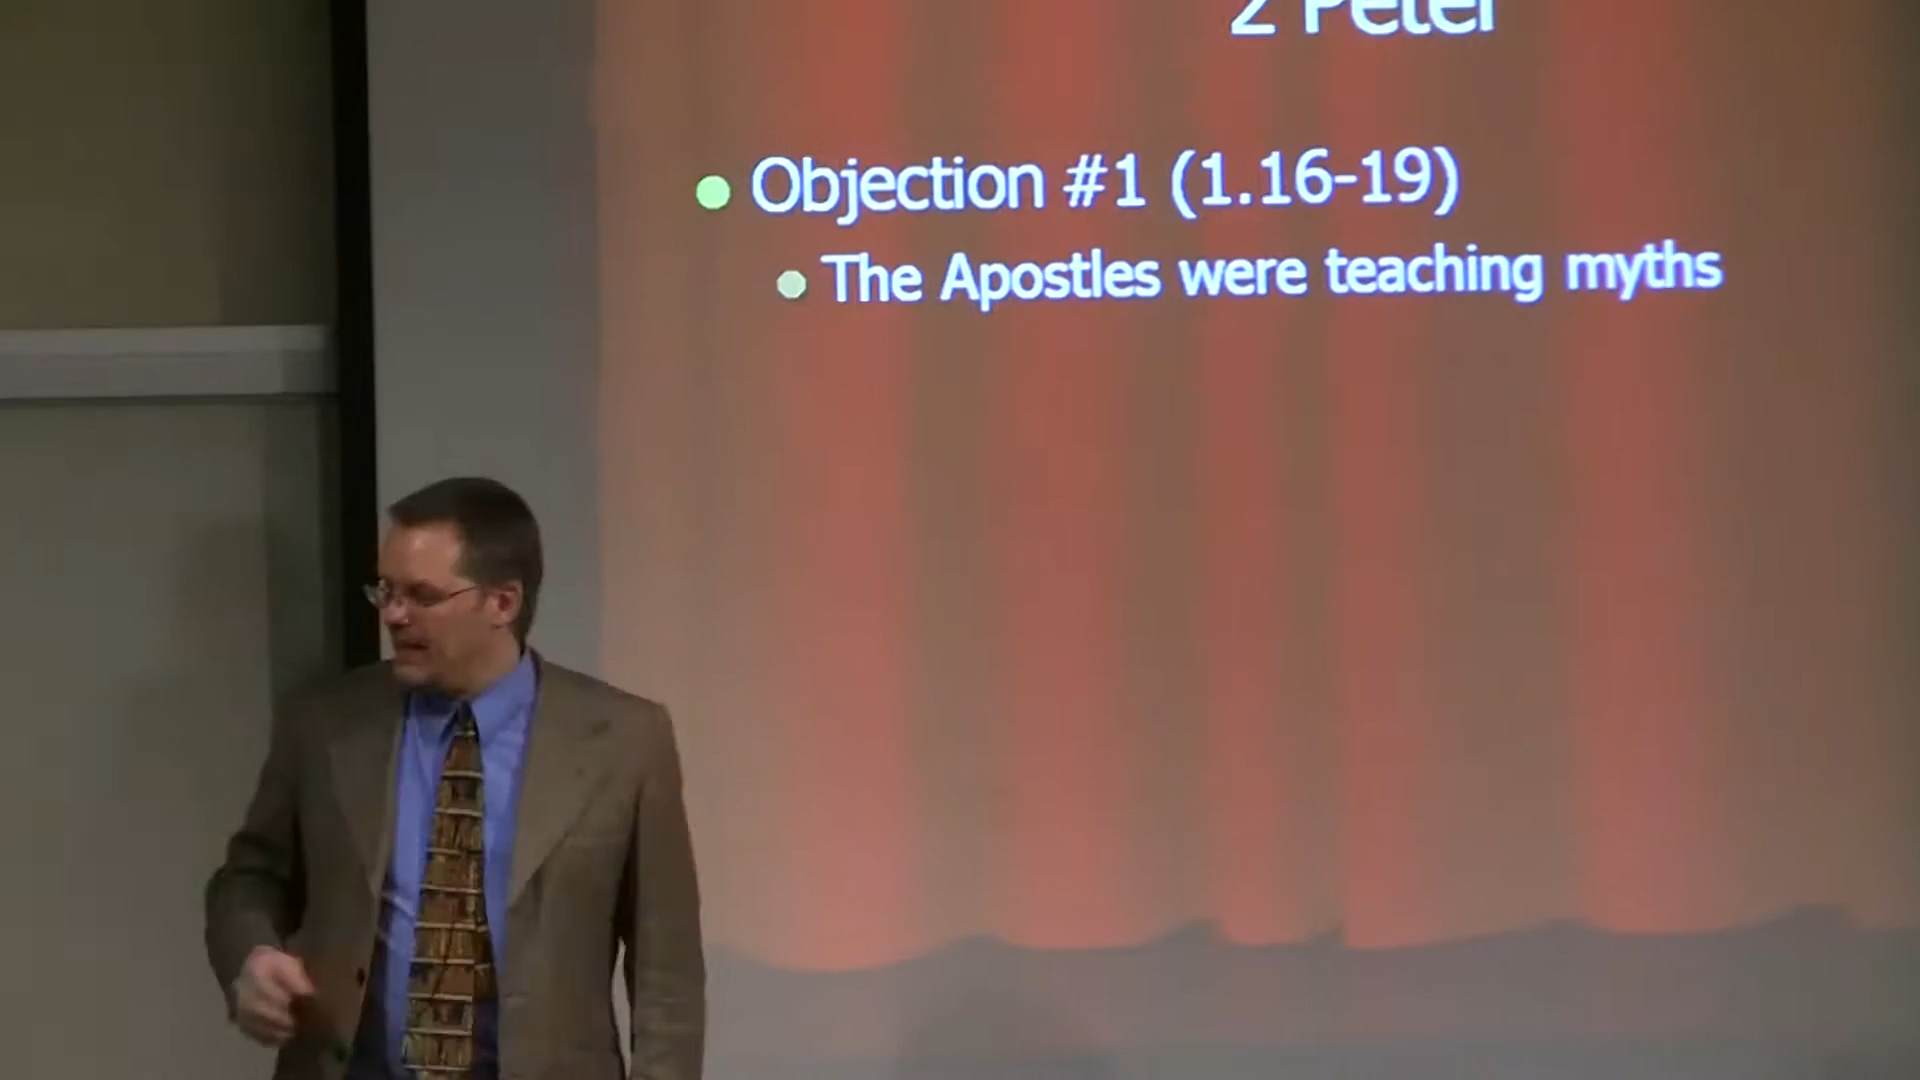 2 Peter
Objection #1 (1.16-19)
The Apostles were teaching myths